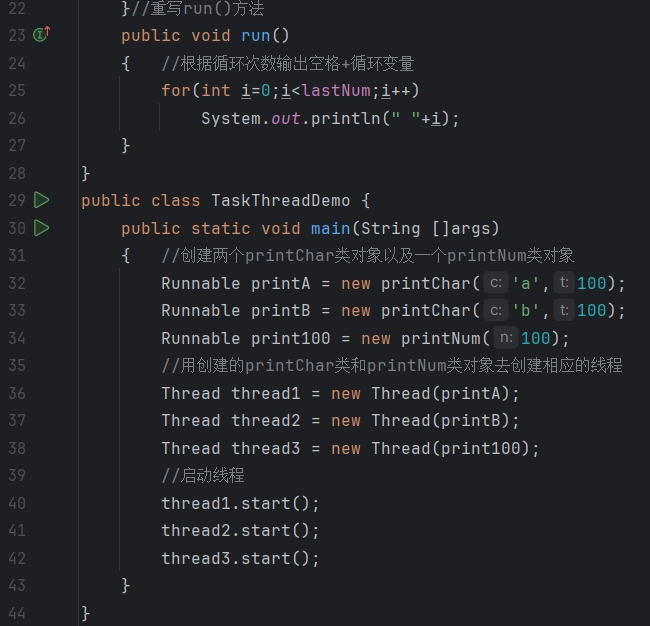 22 }//重写run()方法
23 public void run()
24 { //根据循环次数输出空格+循环变量
25 for(int i=0;i<lastNum;i++)
26 System.out.println(" "+i);
27 }
28 }
29 public class TaskThreadDemo {
30 public static void main(String []args)
31 { //创建两个printChar类对象以及一个printNum类对象
32 Runnable printA = new printChar( c: 'a', t: 100);
33 Runnable printB = new printChar( c: 'b', t: 100);
34 Runnable print100 = new printNum( n: 100);
35 //用创建的printChar类和printNum类对象去创建相应的线程
36 Thread thread1 = new Thread(printA);
37 Thread thread2 = new Thread(printB);
38 Thread thread3 = new Thread(print100);
39 //启动线程
40 thread1.start();
41 thread2.start();
42 thread3.start();
43 }
44 }